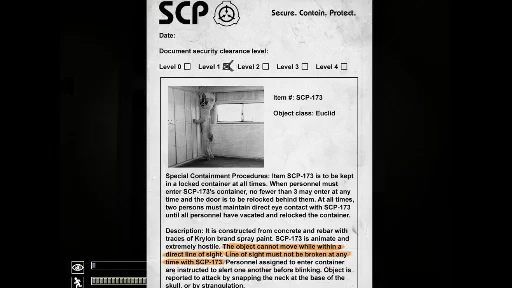 SCP
Secure. Contain. Protect.
Date:
Document security clearance level:
Level 0 Level 1 Level 2 Level 3 Level 4
Item #: SCP-173
Object class: Euclid
Special Containment Procedures: Item SCP-173 is to be kept
in a locked container at all times. When personnel must
enter SCP-173's container, no fewer than 3 may enter at any
time and the door is to be relocked behind them. At all times,
two persons must maintain direct eye contact with SCP-173
until all personnel have vacated and relocked the container.
Description: It is constructed from concrete and rebar with
traces of Krylon brand spray paint. SCP-173 is animate and
extremely hostile. The object cannot move while within a
direct line of sight. Line of sight must not be broken at any
time with SCP-173. Personnel assigned to enter container
are instructed to alert one another before blinking. Object is
reported to attack by snapping the neck at the base of the
skull, or by strangulation.